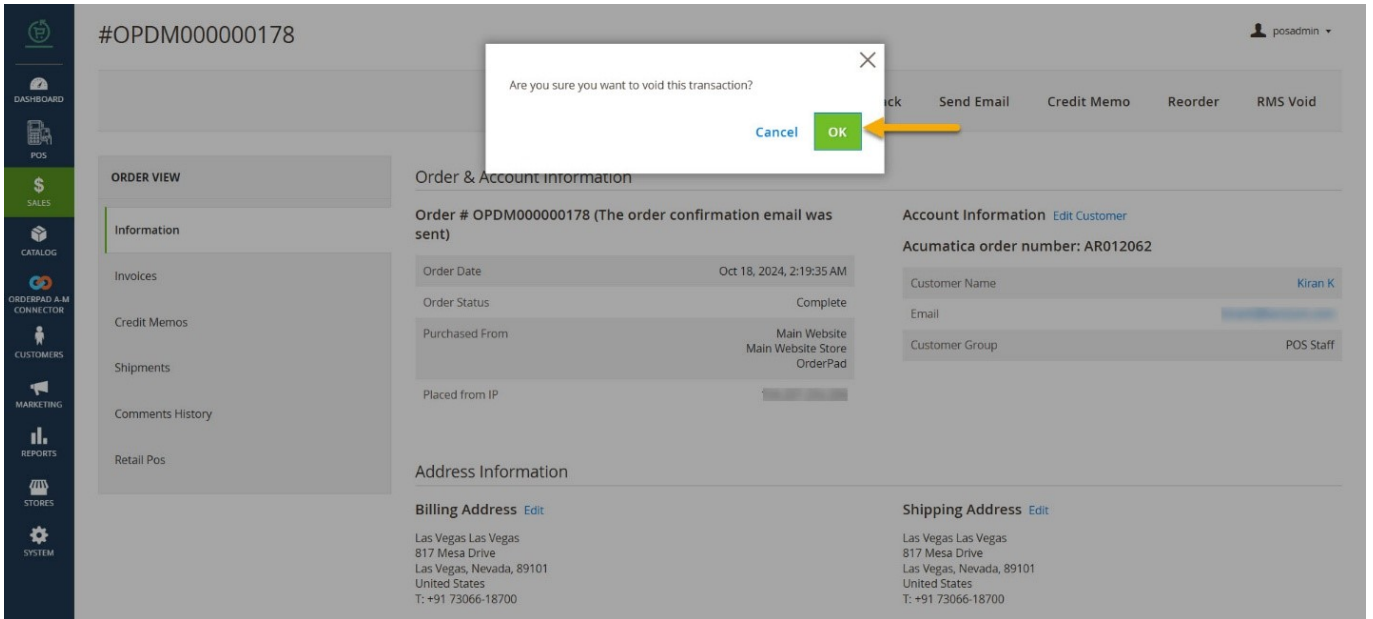 #OPDM000000178
posadmin
Are you sure you want to void this transaction?
Cancel
OK
Send Email
Credit Memo
Reorder
RMS Void
DASHBOARD
POS
SALES
CATALOG
ORDERPAD A-M
CONNECTOR
CUSTOMERS
MARKETING
REPORTS
STORES
SYSTEM
ORDER VIEW
Information
Invoices
Credit Memos
Shipments
Comments History
Retail Pos
Order & Account Information
Order # OPDM000000178 (The order confirmation email was
sent)
Order Date Oct 18, 2024, 2:19:35 AM
Order Status Complete
Purchased From Main Website
Main Website Store
OrderPad
Placed from IP
Account Information Edit Customer
Acumatica order number: AR012062
Customer Name Kiran K
Email
Customer Group POS Staff
Address Information
Billing Address Edit
Las Vegas Las Vegas
817 Mesa Drive
Las Vegas, Nevada, 89101
United States
T: +91 73066-18700
Shipping Address Edit
Las Vegas Las Vegas
817 Mesa Drive
Las Vegas, Nevada, 89101
United States
T: +91 73066-18700